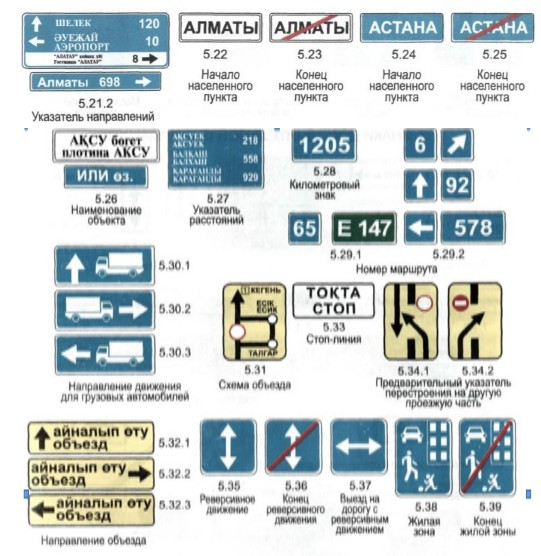 ШЕЛЕК 120
ӘУЕЖАЙ 10
АЭРОПОРТ
"АЛАТАУ" 8
Гостиница "АЛАТАУ"
Алматы 698
5.21.2
Указатель направлений
АЛМАТЫ
5.22
Начало
населенного
пункта
АЛМАТЫ
5.23
Конец
населенного
пункта
АСТАНА
5.24
Начало
населенного
пункта
АСТАНА
5.25
Конец
населенного
пункта
АҚСУ бөгет
плотина АКСУ
ИЛИ өз.
5.26
Наименование
объекта
АКСУЕК 218
АКСУЕК
БАЛҚАШ 558
БАЛХАШ
ҚАРАҒАНДЫ 929
КАРАГАНДЫ
5.27
Указатель
расстояний
1205
5.28
Километровый
знак
6
92
65
E 147
5.29.1
578
5.29.2
Номер маршрута
5.30.1
5.30.2
5.30.3
Направление движения
для грузовых автомобилей
КЕГЕНЬ
ЕСІК
ЕСИК
ТАЛГАР
5.31
Схема объезда
ТОКТА
СТОП
5.33
Стоп-линия
5.34.1
5.34.2
Предварительный указатель
перестроения на другую
проезжую часть
айналып өту
объезд
5.32.1
айналып өту
объезд
5.32.2
айналып өту
объезд
5.32.3
Направление объезда
5.35
Реверсивное
движение
5.36
Конец
реверсивного
движения
5.37
Выезд на
дорогу с
реверсивным
движением
5.38
Жилая
зона
5.39
Конец
жилой зоны